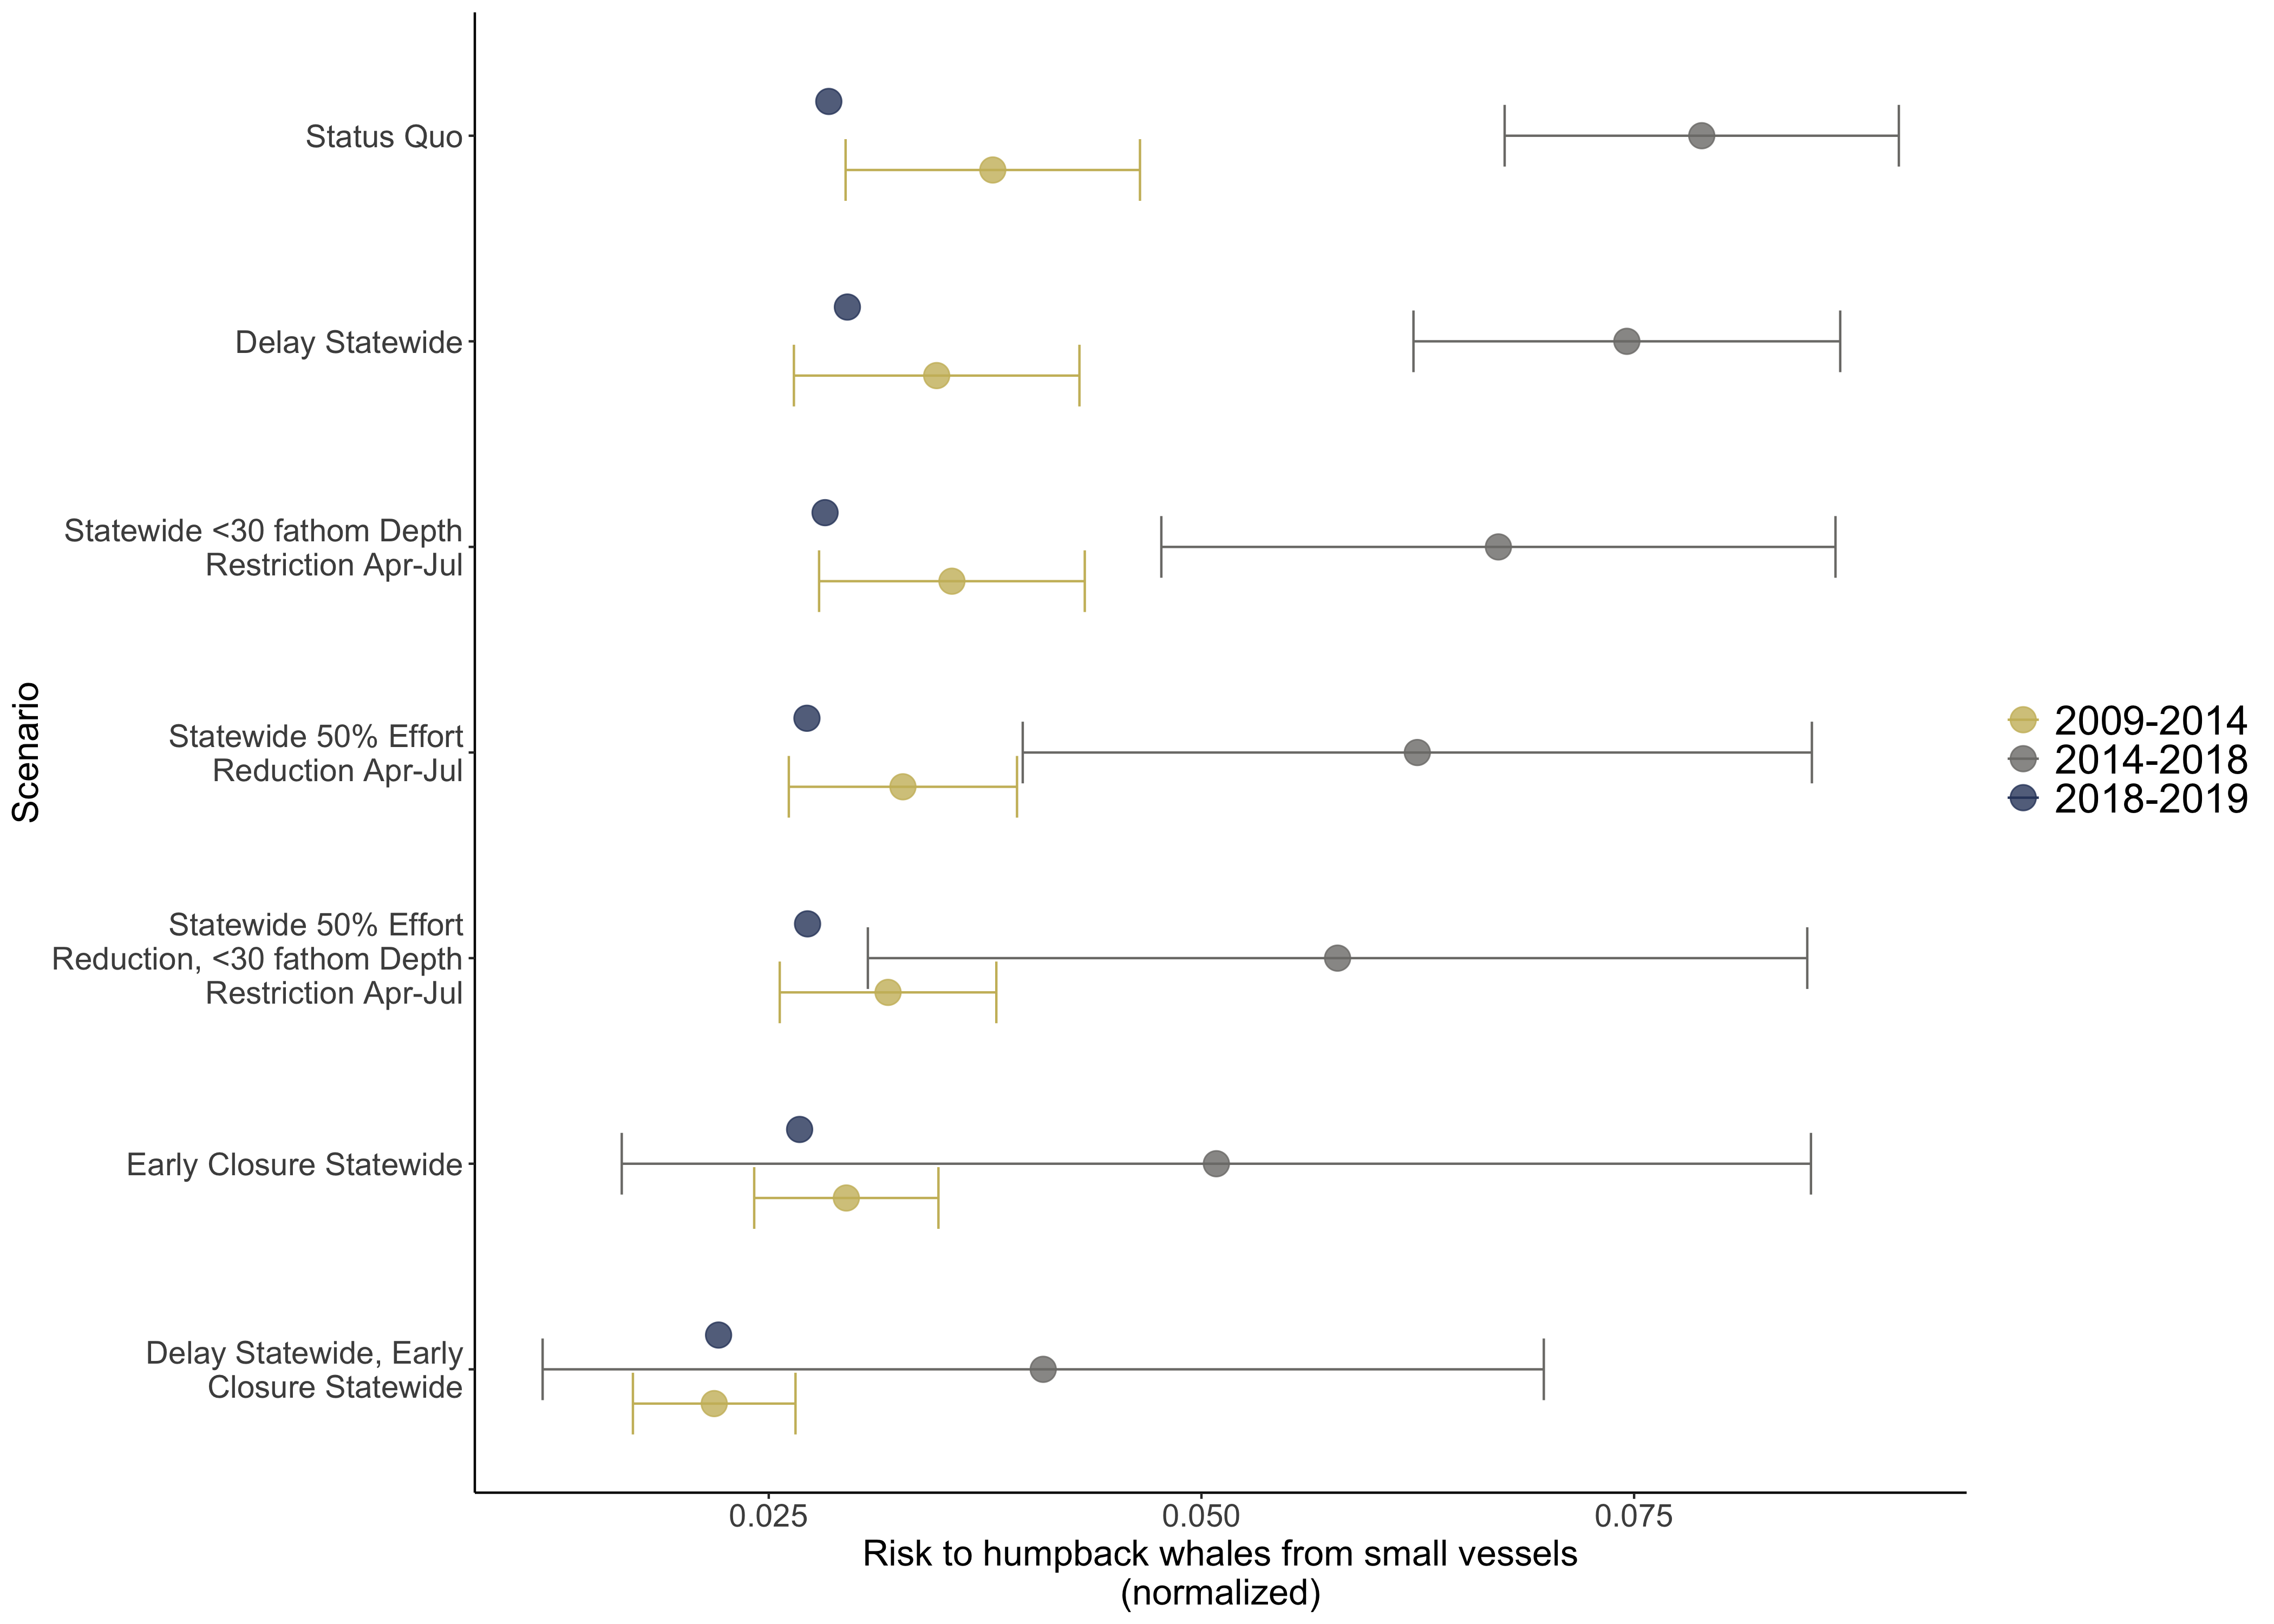 Status Quo
Delay Statewide
Statewide <30 fathom Depth
Restriction Apr-Jul
Statewide 50% Effort
Reduction Apr-Jul
Statewide 50% Effort
Reduction, <30 fathom Depth
Restriction Apr-Jul
Early Closure Statewide
Delay Statewide, Early
Closure Statewide
Scenario
0.025
0.050
0.075
Risk to humpback whales from small vessels
(normalized)
2009-2014
2014-2018
2018-2019